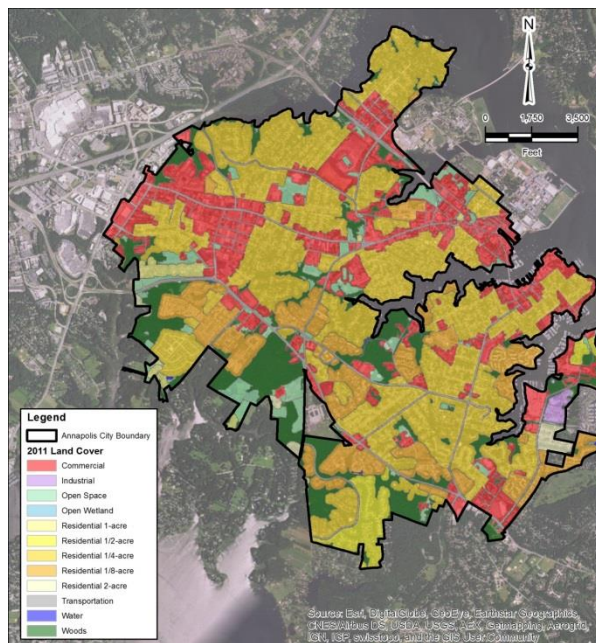 N
0 1,750 3,500
Feet
Legend
Annapolis City Boundary
2011 Land Cover
Commercial
Industrial
Open Space
Open Wetland
Residential 1-acre
Residential 1/2-acre
Residential 1/4-acre
Residential 1/8-acre
Residential 2-acre
Transportation
Water
Woods
Source: Esri, DigitalGlobe, GeoEye, Earthstar Geographics,
CNES/Airbus DS, USDA, USGS, AEX, Getmapping, Aerogrid,
IGN, IGP, swisstopo, and the GIS User Community